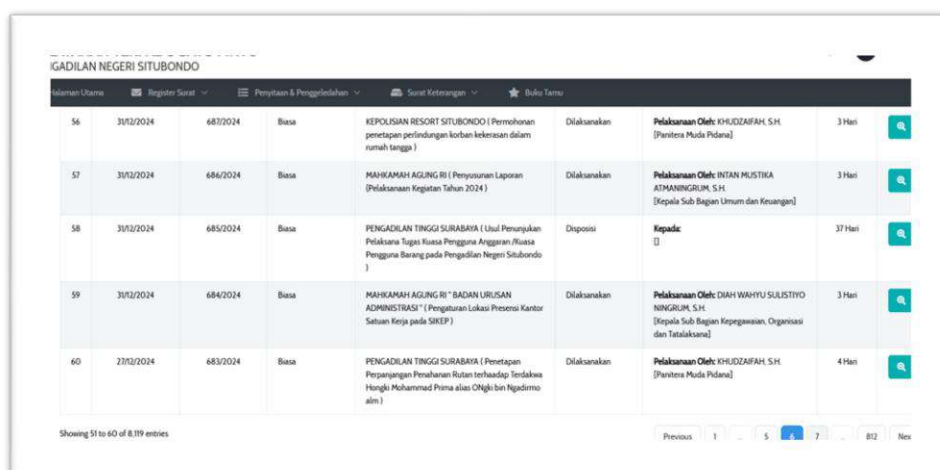 IGADILAN NEGERI SITUBONDO
Halaman Utama Register Surat Penyitaan & Penggeledahan Surat Keterangan Buku Tamu
56 31/12/2024 687/2024 Biasa KEPOLISIAN RESORT SITUBONDO ( Permohonan Dilaksanakan Pelaksanaan Oleh: KHUDZAIFAH, S.H. 3 Hari
penetapan perlindungan korban kekerasan dalam [Panitera Muda Pidana]
rumah tangga )
57 31/12/2024 686/2024 Biasa MAHKAMAH AGUNG RI ( Penyusunan Laporan Dilaksanakan Pelaksanaan Oleh: INTAN MUSTIKA 3 Hari
(Pelaksanaan Kegiatan Tahun 2024 ) ATMANINGRUM, S.H.
[Kepala Sub Bagian Umum dan Keuangan]
58 31/12/2024 685/2024 Biasa PENGADILAN TINGGI SURABAYA ( Usul Penunjukan Disposisi Kepada: 37 Hari
Pelaksana Tugas Kuasa Pengguna Anggaran /Kuasa []
Pengguna Barang pada Pengadilan Negeri Situbondo
)
59 31/12/2024 684/2024 Biasa MAHKAMAH AGUNG RI " BADAN URUSAN Dilaksanakan Pelaksanaan Oleh: DIAH WAHYU SULISTIYO 3 Hari
ADMINISTRASI " ( Pengaturan Lokasi Presensi Kantor NINGRUM, S.H.
Satuan Kerja pada SIKEP ) [Kepala Sub Bagian Kepegawaian, Organisasi
dan Tatalaksana]
60 27/12/2024 683/2024 Biasa PENGADILAN TINGGI SURABAYA ( Penetapan Dilaksanakan Pelaksanaan Oleh: KHUDZAIFAH, S.H. 4 Hari
Perpanjangan Penahanan Rutan terhaadap Terdakwa [Panitera Muda Pidana]
Hongki Mohammad Prima alias ONgki bin Ngadirmo
alm )
Showing 51 to 60 of 8,119 entries Previous 1 ... 5 6 7 ... 812 Nex